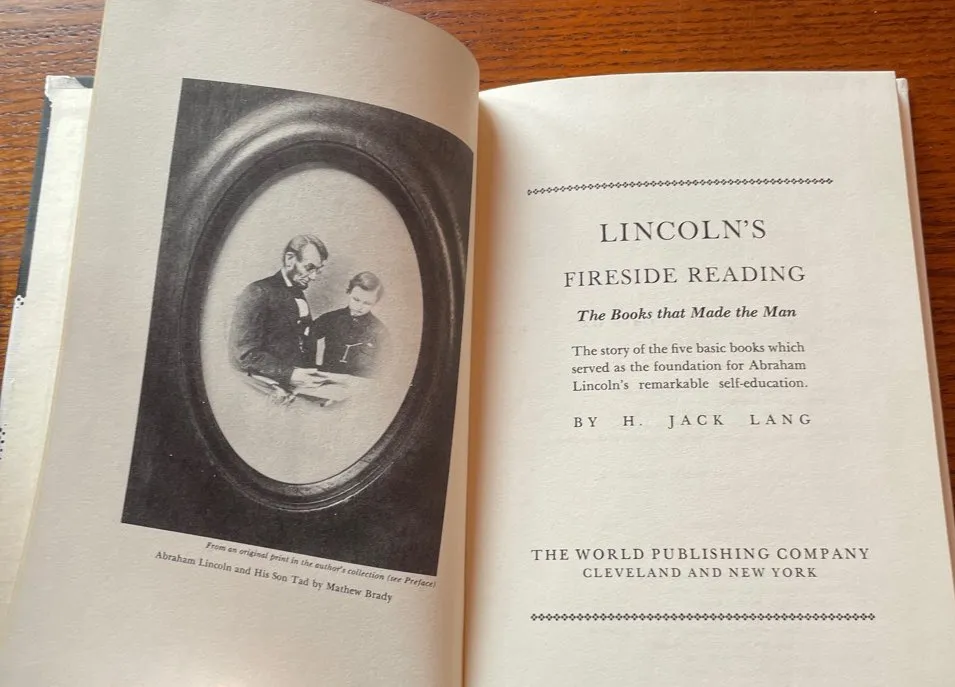 From an original print in the author's collection (see Preface)
Abraham Lincoln and His Son Tad by Mathew Brady
LINCOLN'S
FIRESIDE READING
The Books that Made the Man
The story of the five basic books which
served as the foundation for Abraham
Lincoln's remarkable self-education.
BY H. JACK LANG
THE WORLD PUBLISHING COMPANY
CLEVELAND AND NEW YORK